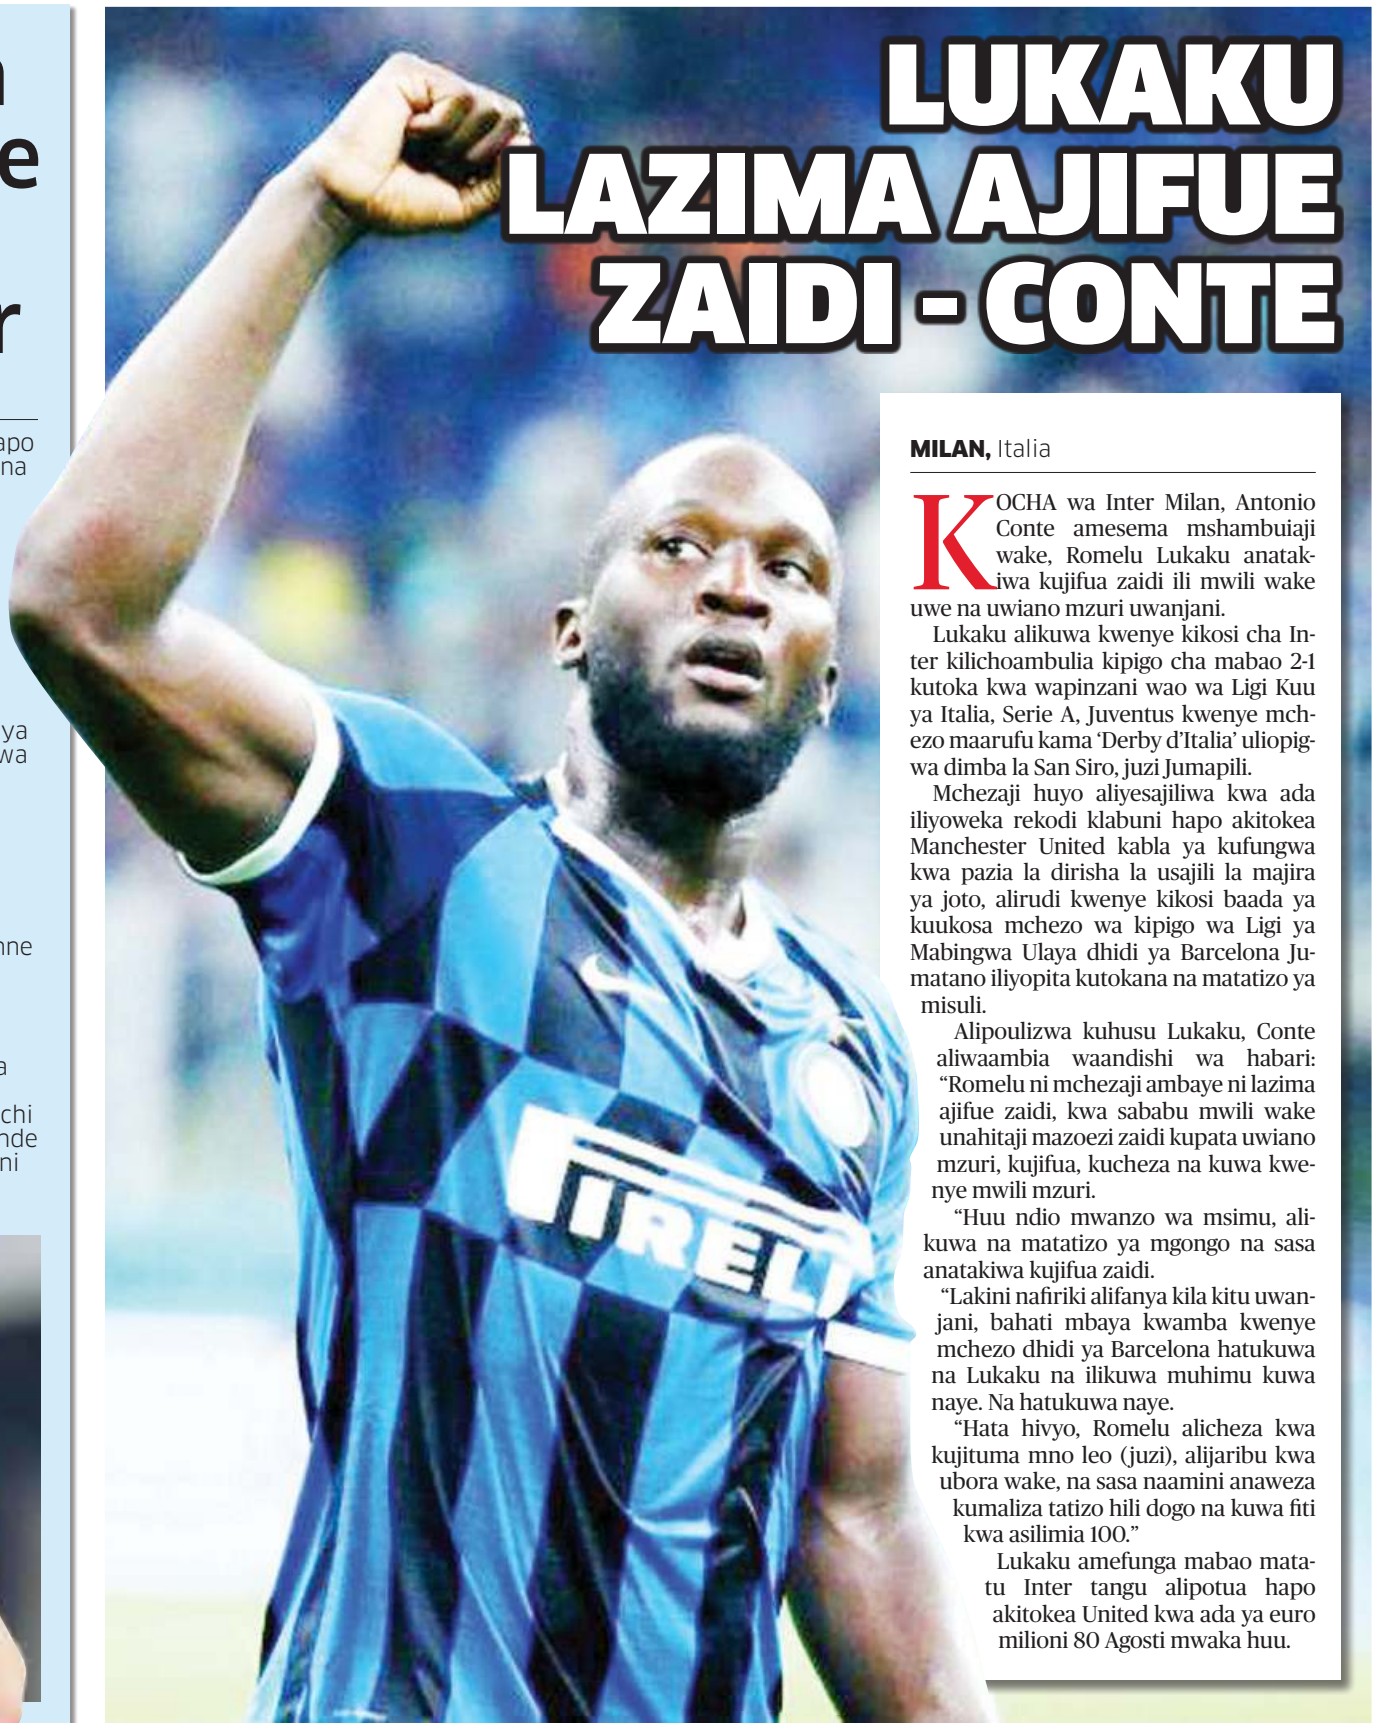 LUKAKU
LAZIMA AJIFUE
ZAIDI - CONTE
MILAN, Italia
KOCHA wa Inter Milan, Antonio
Conte amesema mshambuiaji
wake, Romelu Lukaku anatak-
iwa kujifua zaidi ili mwili wake
uwe na uwiano mzuri uwanjani.
Lukaku alikuwa kwenye kikosi cha In-
ter kilichoambulia kipigo cha mabao 2-1
kutoka kwa wapinzani wao wa Ligi Kuu
ya Italia, Serie A, Juventus kwenye mch-
ezo maarufu kama ‘Derby d’Italia’ uliopig-
wa dimba la San Siro, juzi Jumapili.
Mchezaji huyo aliyesajiliwa kwa ada
iliyoweka rekodi klabuni hapo akitokea
Manchester United kabla ya kufungwa
kwa pazia la dirisha la usajili la majira
ya joto, alirudi kwenye kikosi baada ya
kuukosa mchezo wa kipigo wa Ligi ya
Mabingwa Ulaya dhidi ya Barcelona Ju-
matano iliyopita kutokana na matatizo ya
misuli.
Alipoulizwa kuhusu Lukaku, Conte
aliwaambia waandishi wa habari:
“Romelu ni mchezaji ambaye ni lazima
ajifue zaidi, kwa sababu mwili wake
unahitaji mazoezi zaidi kupata uwiano
mzuri, kujifua, kucheza na kuwa kwe-
nye mwili mzuri.
“Huu ndio mwanzo wa msimu, ali-
kuwa na matatizo ya mgongo na sasa
anatakiwa kujifua zaidi.
“Lakini nafiriki alifanya kila kitu uwan-
jani, bahati mbaya kwamba kwenye
mchezo dhidi ya Barcelona hatukuwa
na Lukaku na ilikuwa muhimu kuwa
naye. Na hatukuwa naye.
“Hata hivyo, Romelu alicheza kwa
kujituma mno leo (juzi), alijaribu kwa
ubora wake, na sasa naamini anaweza
kumaliza tatizo hili dogo na kuwa fiti
kwa asilimia 100.”
Lukaku amefunga mabao mata-
tu Inter tangu alipotua hapo
akitokea United kwa ada ya euro
milioni 80 Agosti mwaka huu.
PIRELLI